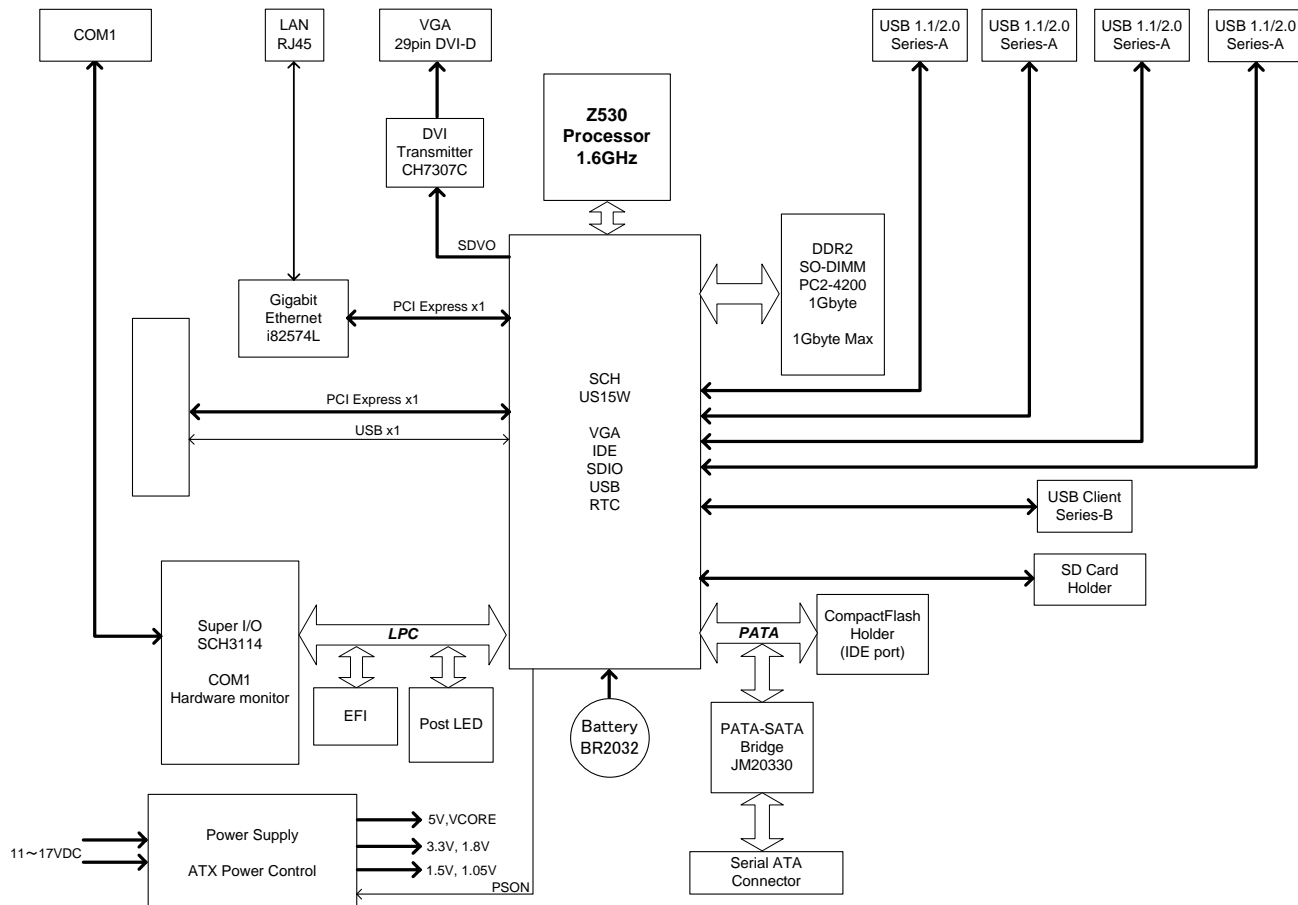 COM1
LAN
RJ45
VGA
29pin DVI-D
USB 1.1/2.0
Series-A
USB 1.1/2.0
Series-A
USB 1.1/2.0
Series-A
USB 1.1/2.0
Series-A
Z530
Processor
1.6GHz
DVI
Transmitter
CH7307C
SDVO
DDR2
SO-DIMM
PC2-4200
1Gbyte
1Gbyte Max
Gigabit
Ethernet
i82574L
PCI Express x1
SCH
US15W
VGA
IDE
SDIO
USB
RTC
PCI Express x1
USB x1
USB Client
Series-B
SD Card
Holder
Super I/O
SCH3114
COM1
Hardware monitor
LPC
PATA
CompactFlash
Holder
(IDE port)
EFI
Post LED
Battery
BR2032
PATA-SATA
Bridge
JM20330
11～17VDC
Power Supply
ATX Power Control
5V,VCORE
3.3V, 1.8V
1.5V, 1.05V
PSON
Serial ATA
Connector